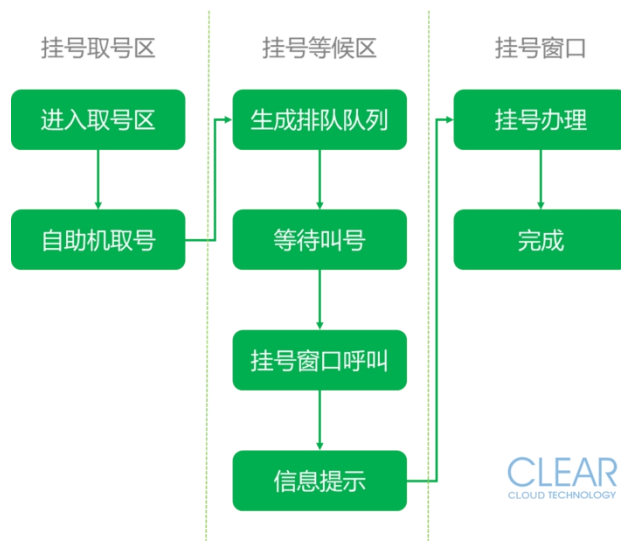 挂号取号区
挂号等候区
挂号窗口
进入取号区
生成排队队列
挂号办理
自助机取号
等待叫号
完成
挂号窗口呼叫
信息提示
CLEAR
CLOUD TECHNOLOGY